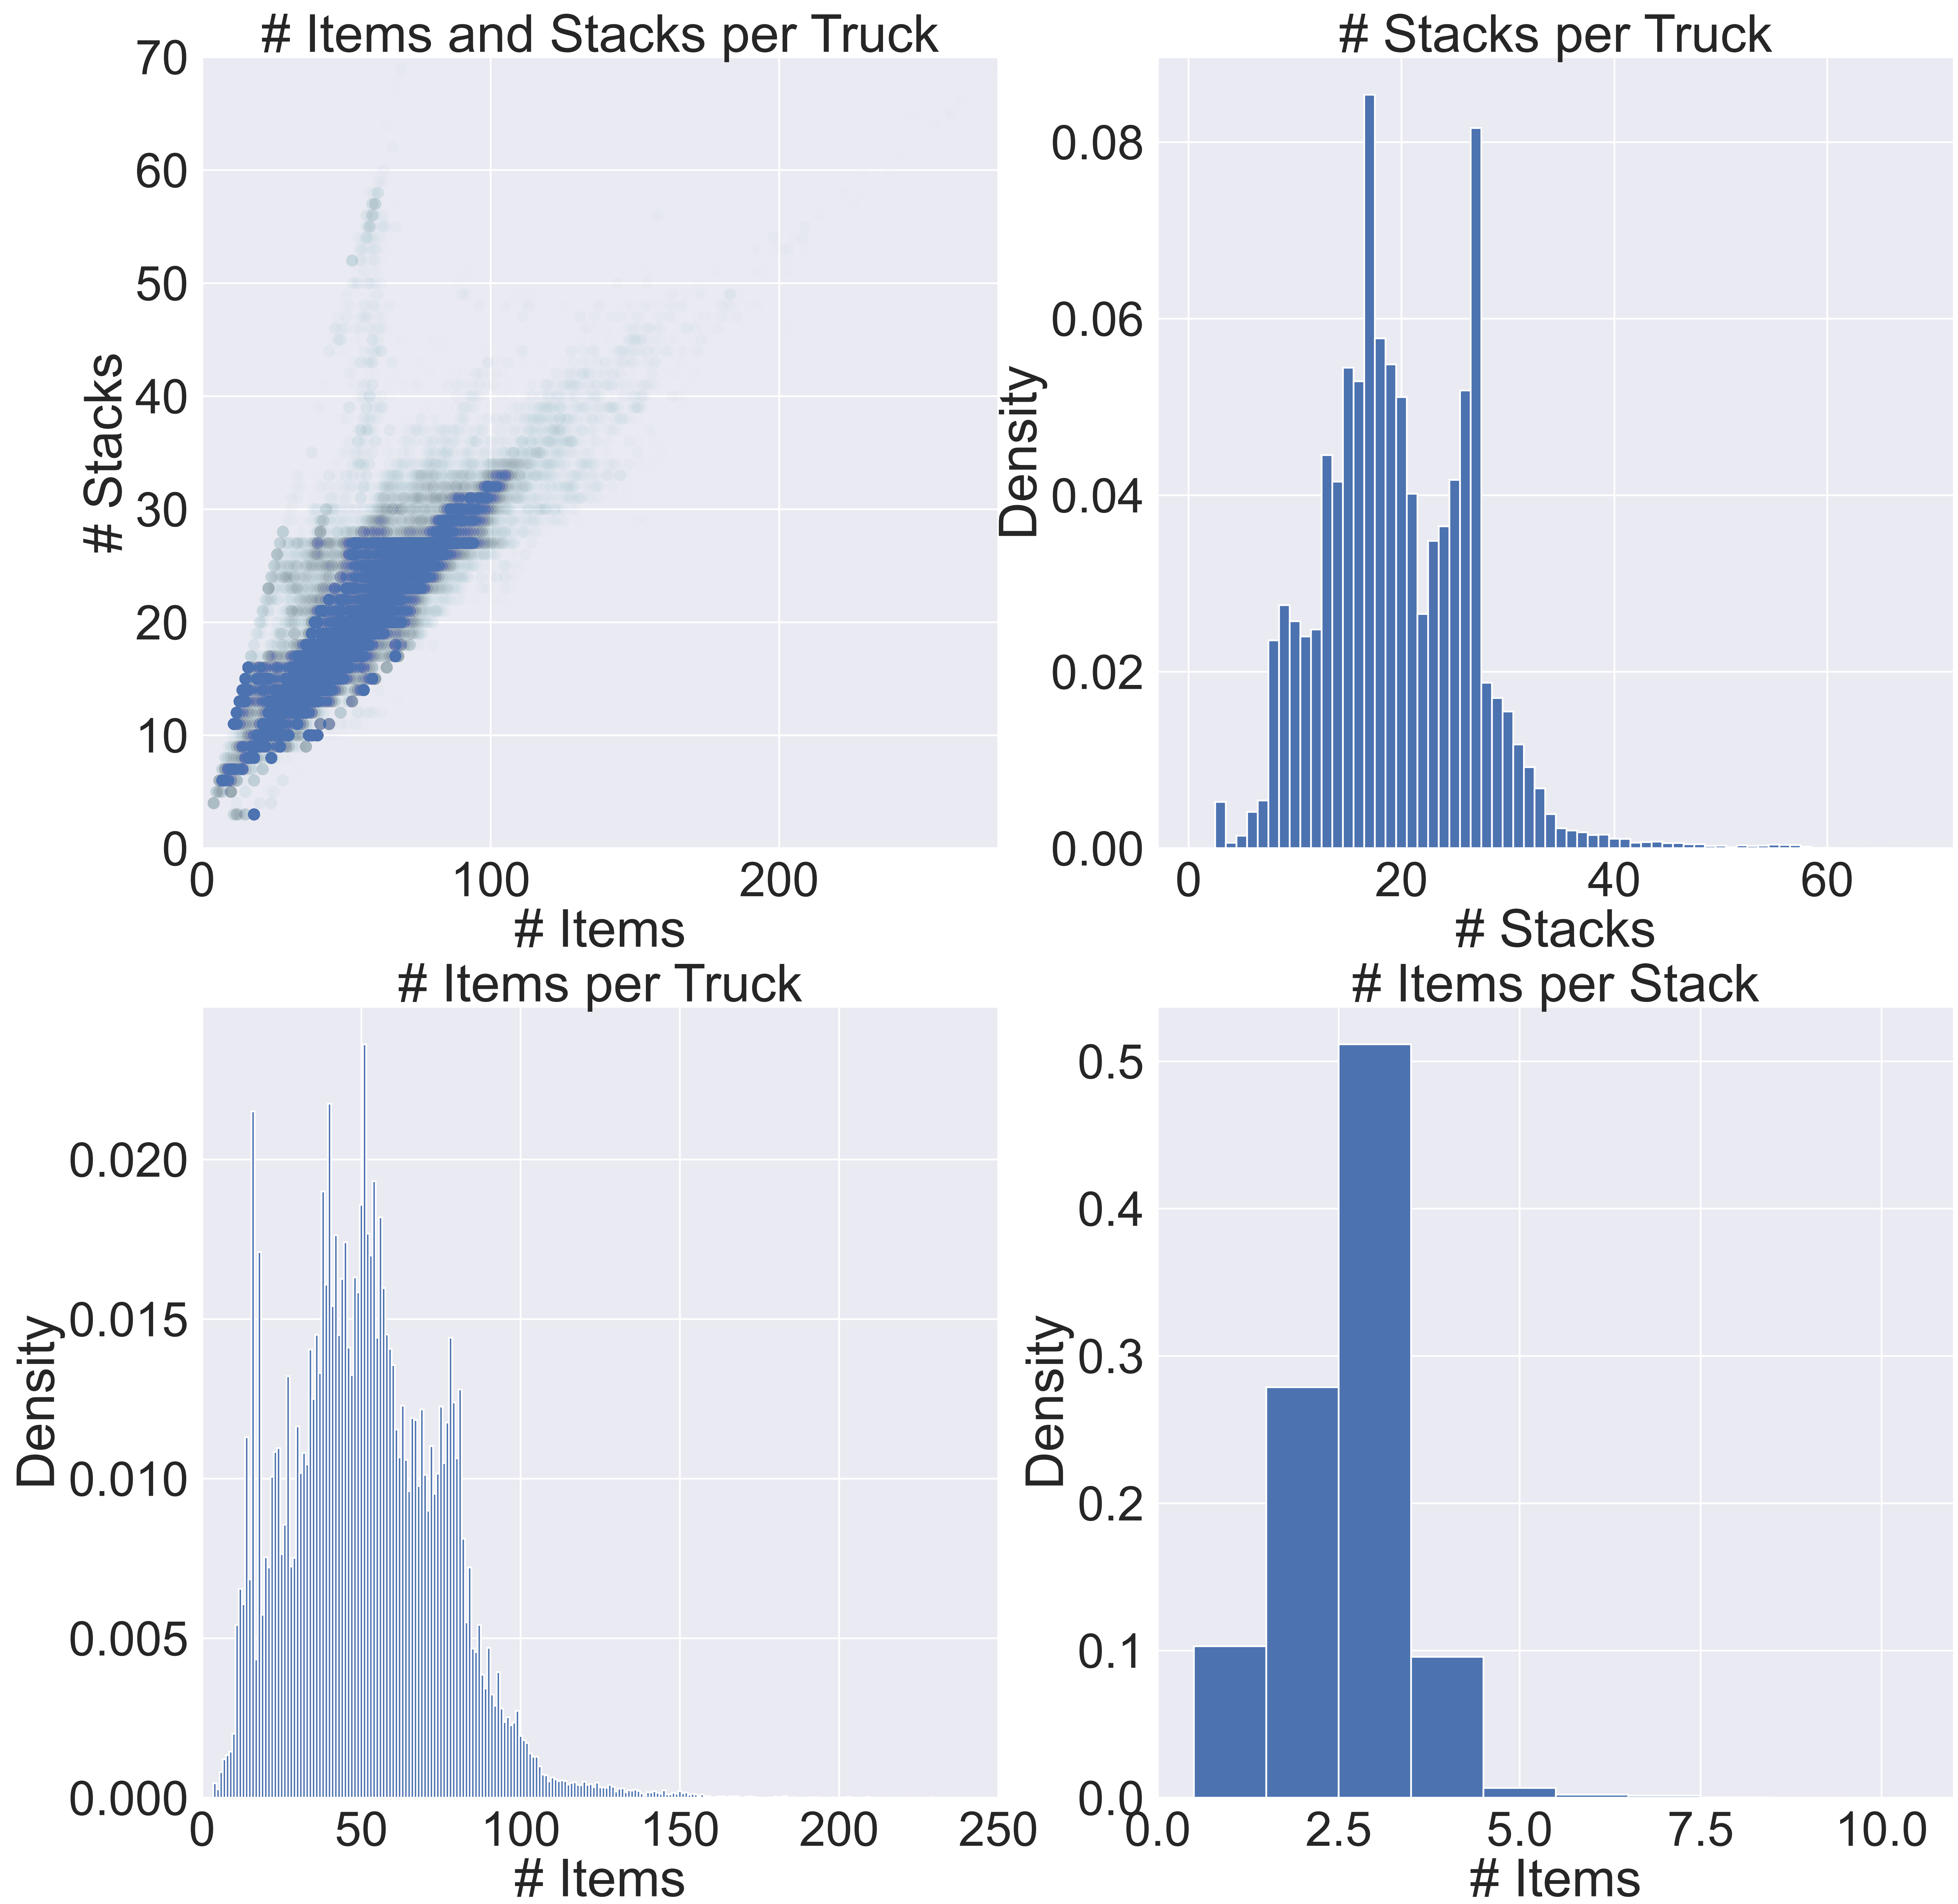 # Items and Stacks per Truck
70
60
50
40
30
20
10
0
# Stacks
0 100 200
# Items
# Stacks per Truck
0.08
0.06
0.04
0.02
0.00
Density
0 20 40 60
# Stacks
# Items per Truck
0.020
0.015
0.010
0.005
0.000
Density
0 50 100 150 200 250
# Items
# Items per Stack
0.5
0.4
0.3
0.2
0.1
0.0
Density
0.0 2.5 5.0 7.5 10.0
# Items